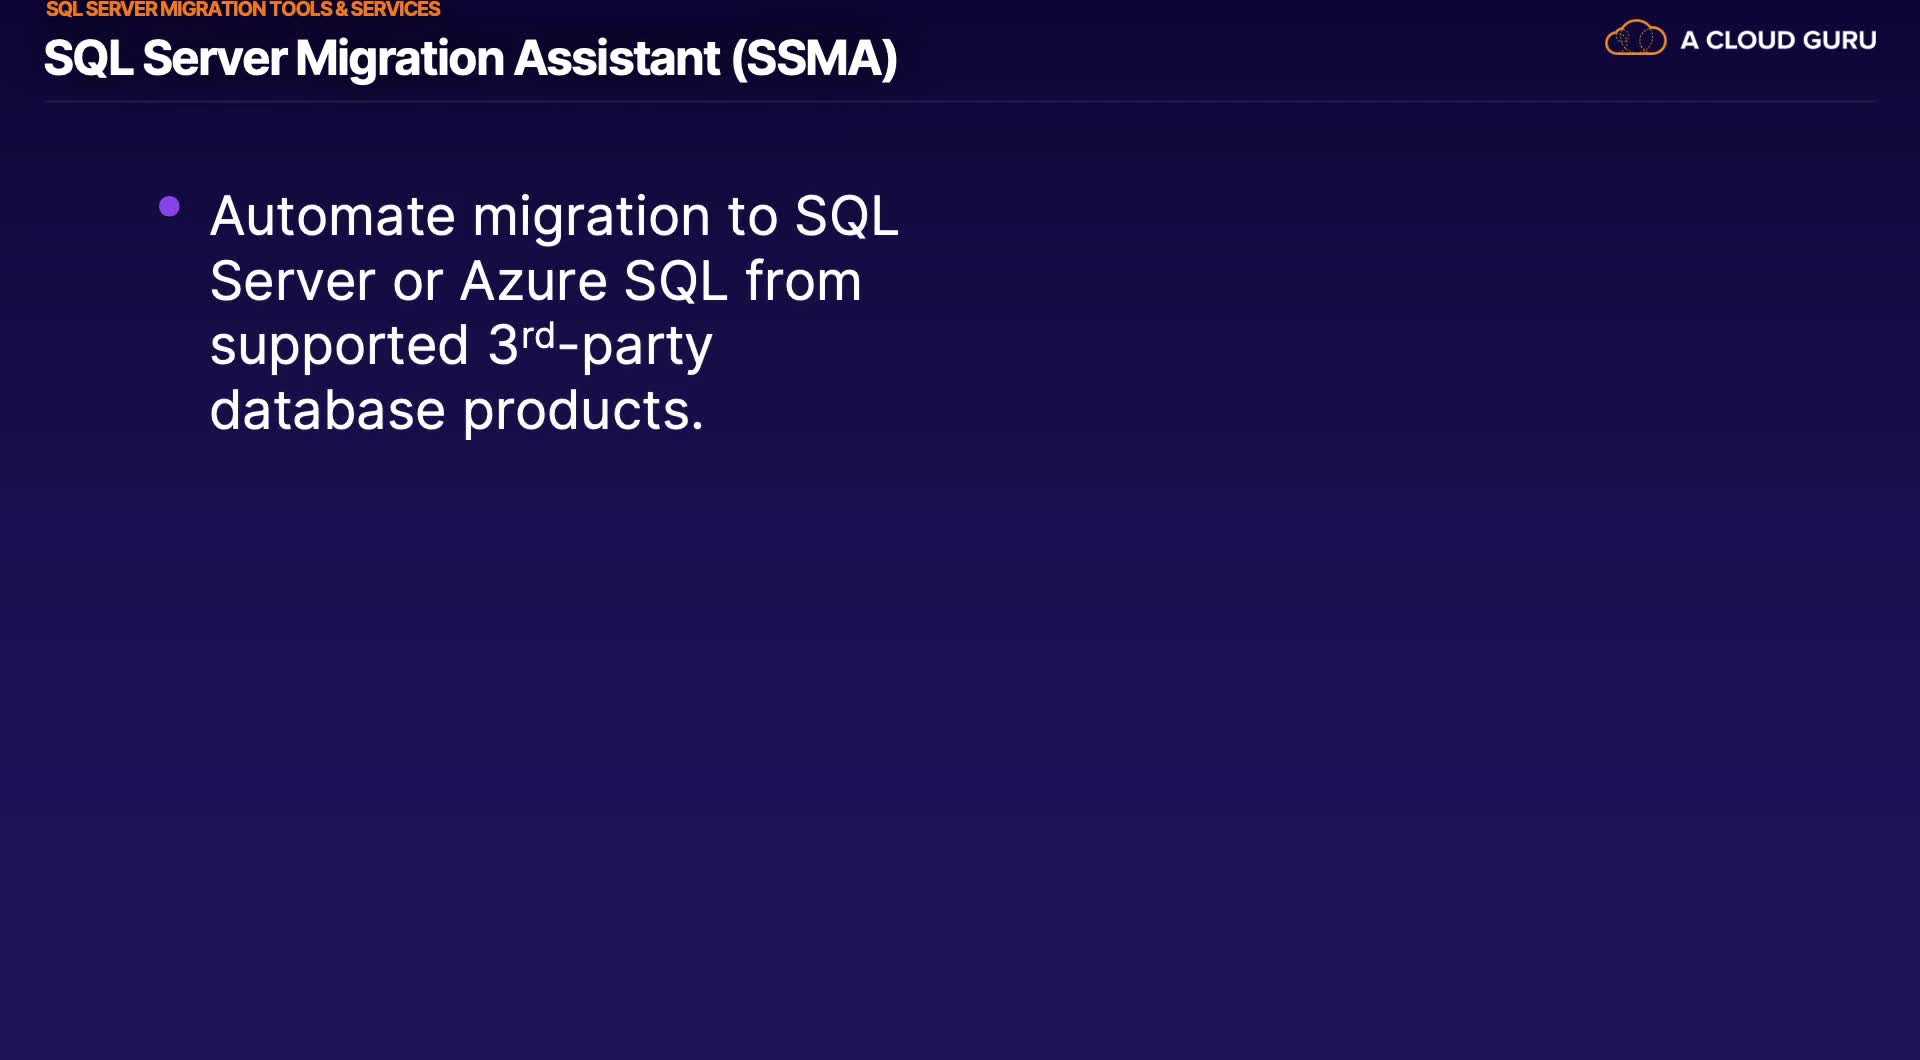 SQL SERVER MIGRATION TOOLS & SERVICES
SQL Server Migration Assistant (SSMA)
A CLOUD GURU
Automate migration to SQL
Server or Azure SQL from
supported 3rd-party
database products.